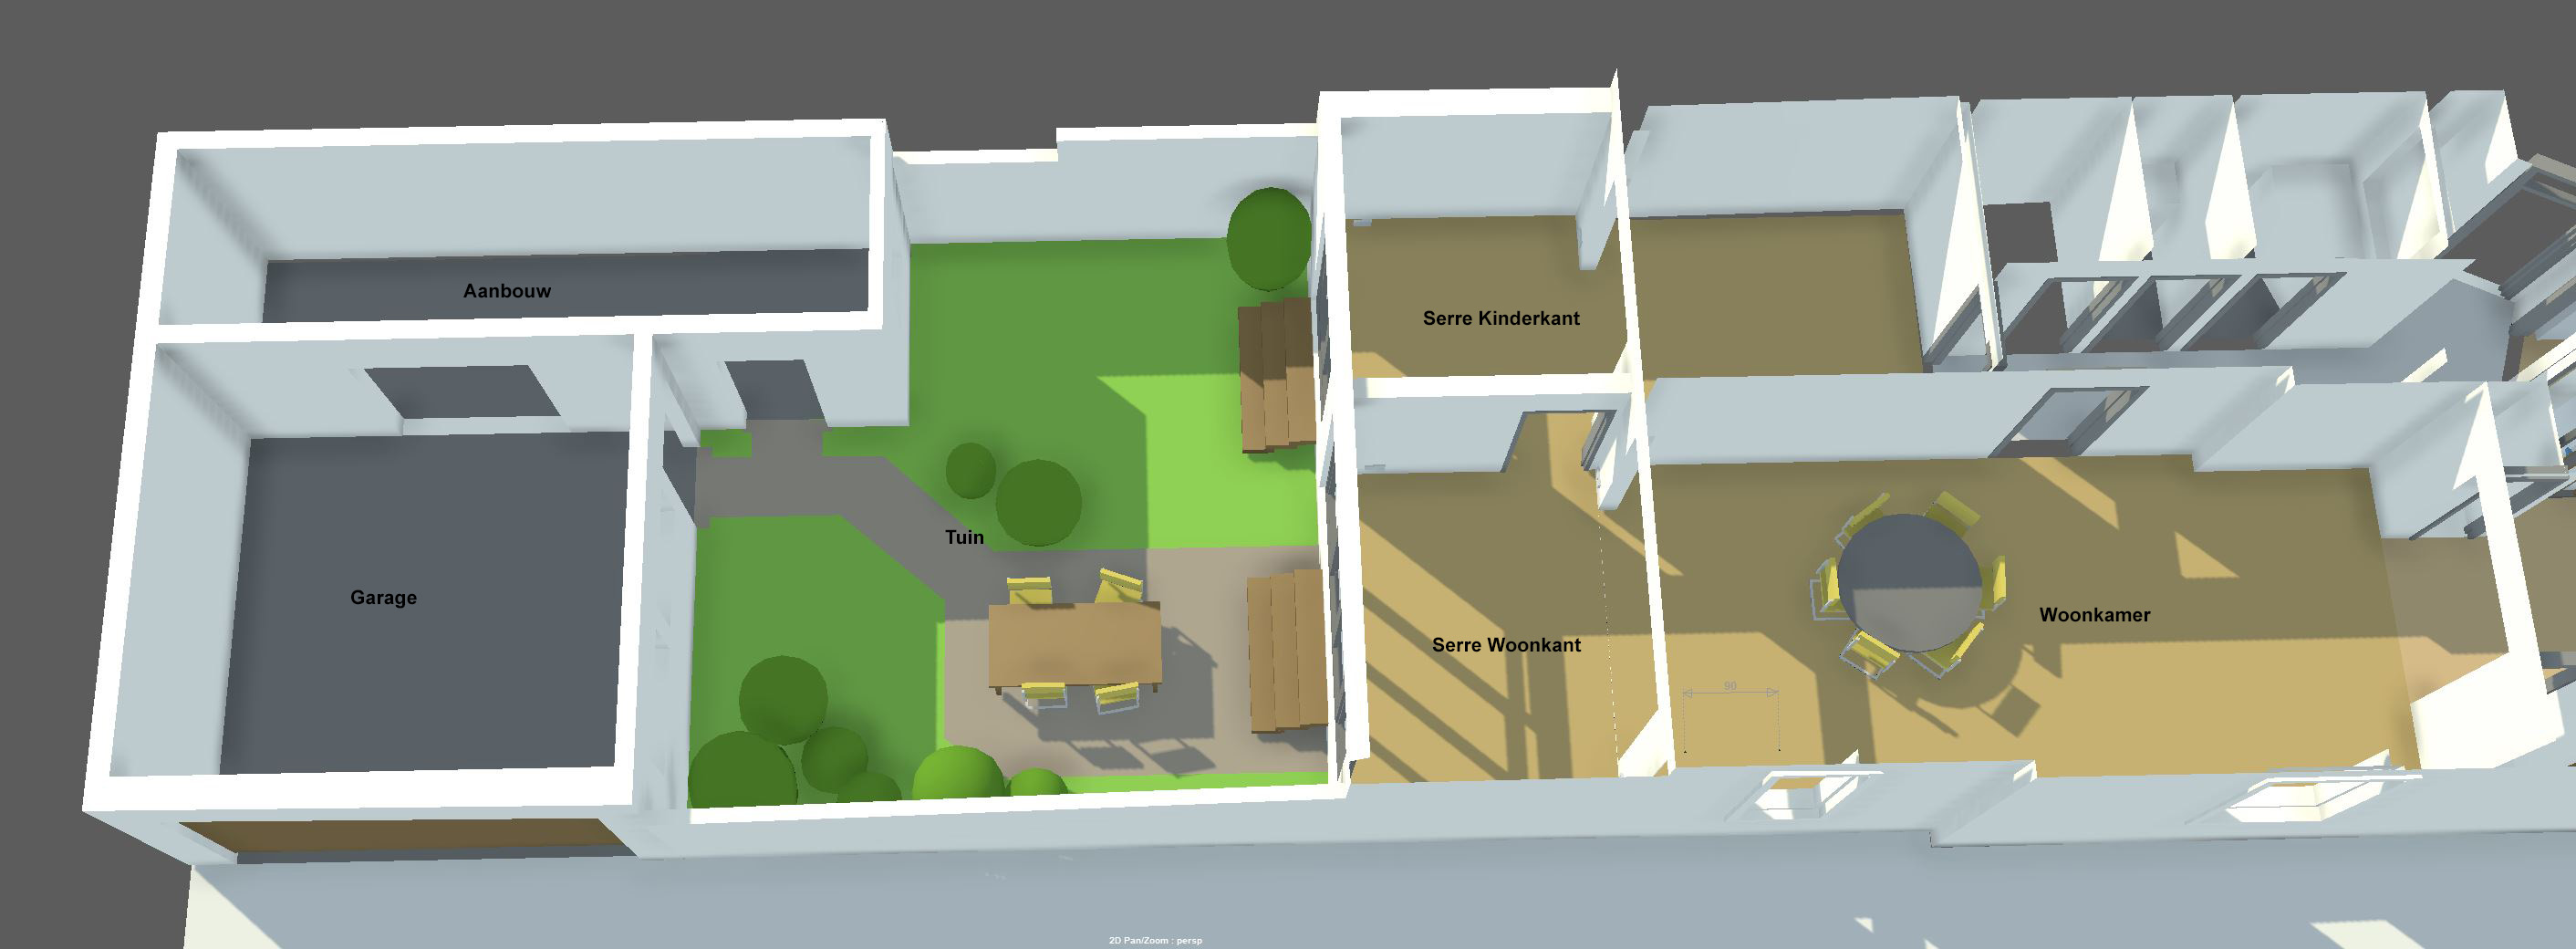 Aanbouw
Serre Kinderkant
Tuin
Garage
Serre Woonkant
Woonkamer
90
2D Pan/Zoom : persp